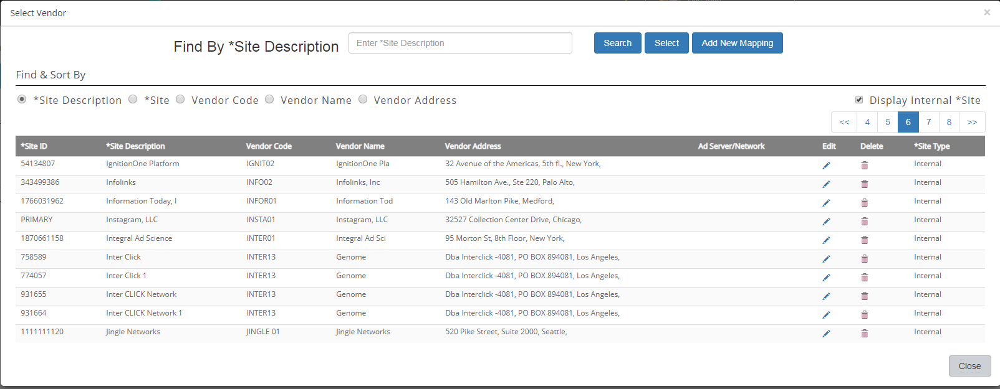 Select Vendor ×
Find By *Site Description Enter *Site Description Search Select Add New Mapping
Find & Sort By
*Site Description *Site Vendor Code Vendor Name Vendor Address Display Internal *Site
<< 4 5 6 7 8 >>
*Site ID *Site Description Vendor Code Vendor Name Vendor Address Ad Server/Network Edit Delete *Site Type
54134807 IgnitionOne Platform IGNIT02 IgnitionOne Pla 32 Avenue of the Americas, 5th fl., New York, Internal
343499386 Infolinks INFO02 Infolinks, Inc 505 Hamilton Ave., Ste 220, Palo Alto, Internal
1766031962 Information Today, I INFOR01 Information Tod 143 Old Marlton Pike, Medford, Internal
PRIMARY Instagram, LLC INSTA01 Instagram, LLC 32527 Collection Center Drive, Chicago, Internal
1870661158 Integral Ad Science INTER01 Integral Ad Sci 95 Morton St, 8th Floor, New York, Internal
758589 Inter Click INTER13 Genome Dba Interclick -4081, PO BOX 894081, Los Angeles, Internal
774057 Inter Click 1 INTER13 Genome Dba Interclick -4081, PO BOX 894081, Los Angeles, Internal
931655 Inter CLICK Network INTER13 Genome Dba Interclick -4081, PO BOX 894081, Los Angeles, Internal
931664 Inter CLICK Network 1 INTER13 Genome Dba Interclick -4081, PO BOX 894081, Los Angeles, Internal
1111111120 Jingle Networks JINGLE 01 Jingle Networks 520 Pike Street, Suite 2000, Seattle, Internal
Close